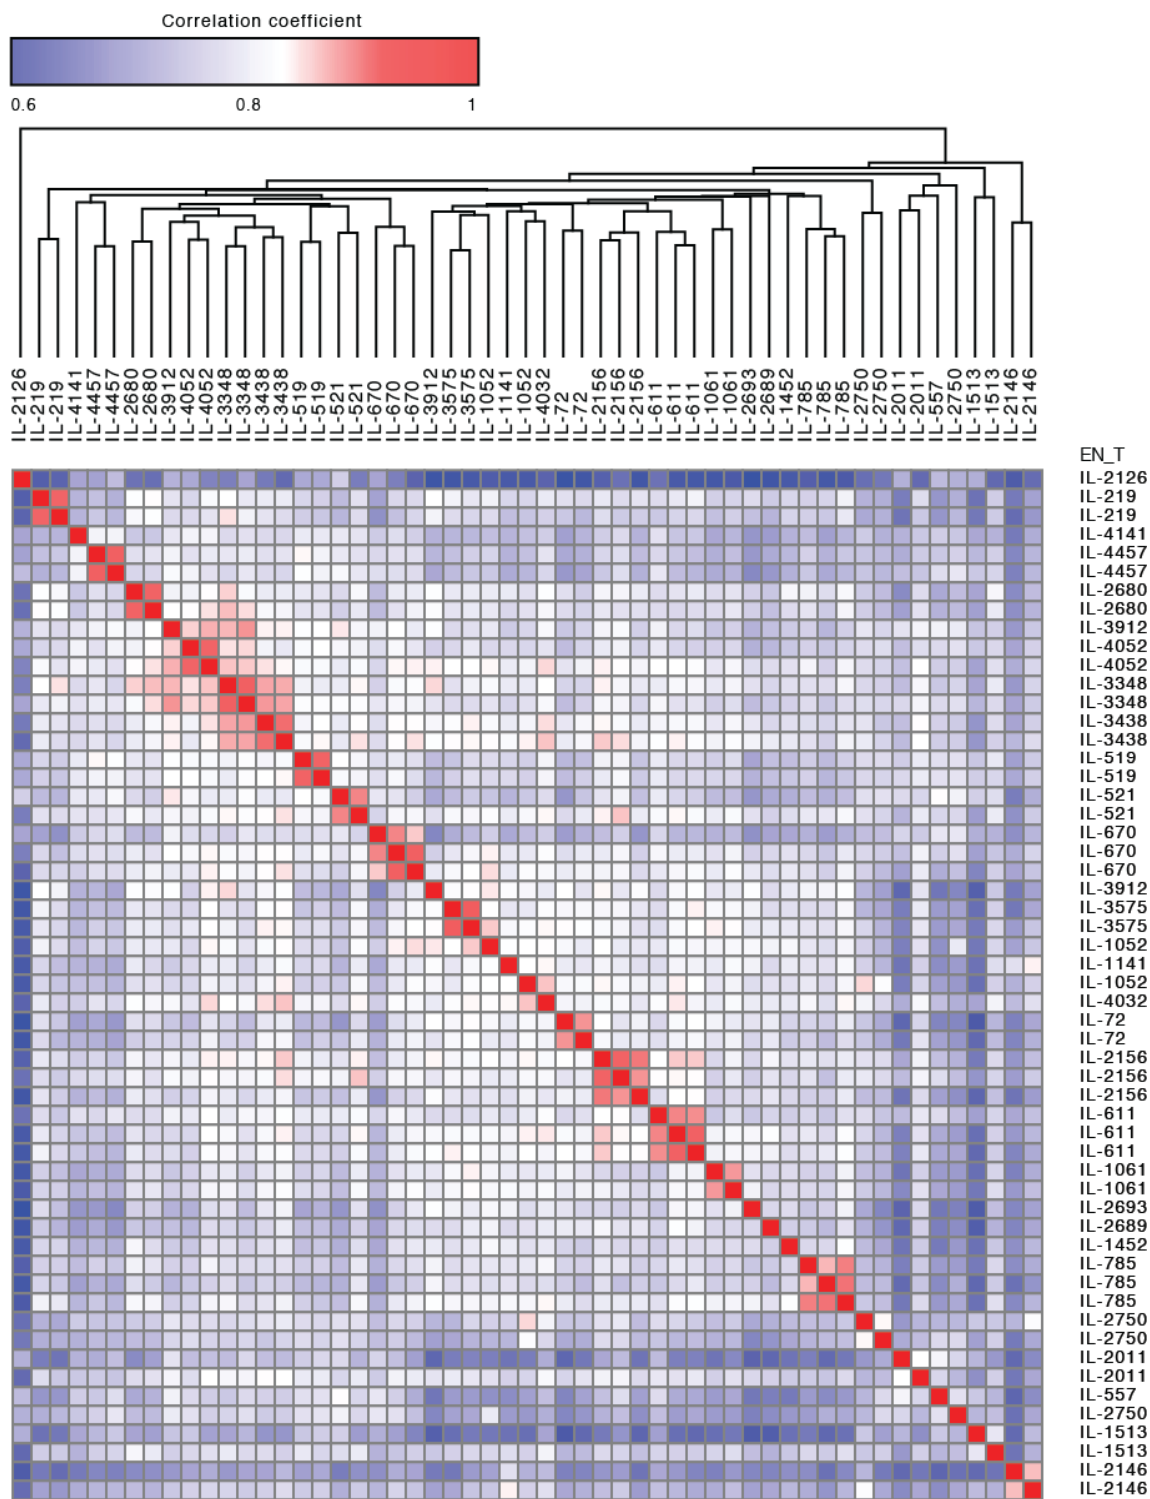 Correlation coefficient
0.6 0.8 1
IL-2126 IL-219 IL-219 IL-4141 IL-4457 IL-4457 IL-2680 IL-2680 IL-3912 IL-4052 IL-4052 IL-3348 IL-3348 IL-3438 IL-3438 IL-519 IL-519 IL-521 IL-521 IL-670 IL-670 IL-670 IL-3912 IL-3575 IL-3575 IL-1052 IL-1141 IL-1052 IL-4032 IL-72 IL-72 IL-2156 IL-2156 IL-2156 IL-611 IL-611 IL-611 IL-1061 IL-1061 IL-2693 IL-2689 IL-1452 IL-785 IL-785 IL-785 IL-2750 IL-2750 IL-2011 IL-2011 IL-557 IL-2750 IL-1513 IL-1513 IL-2146 IL-2146
EN_T
IL-2126
IL-219
IL-219
IL-4141
IL-4457
IL-4457
IL-2680
IL-2680
IL-3912
IL-4052
IL-4052
IL-3348
IL-3348
IL-3438
IL-3438
IL-519
IL-519
IL-521
IL-521
IL-670
IL-670
IL-670
IL-3912
IL-3575
IL-3575
IL-1052
IL-1141
IL-1052
IL-4032
IL-72
IL-72
IL-2156
IL-2156
IL-2156
IL-611
IL-611
IL-611
IL-1061
IL-1061
IL-2693
IL-2689
IL-1452
IL-785
IL-785
IL-785
IL-2750
IL-2750
IL-2011
IL-2011
IL-557
IL-2750
IL-1513
IL-1513
IL-2146
IL-2146